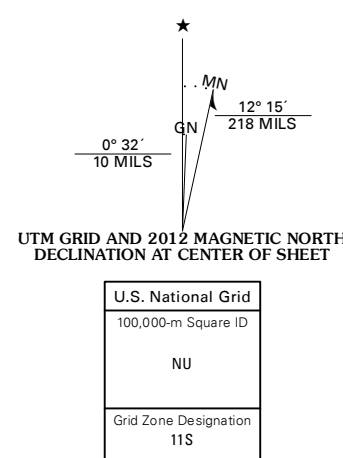 MN
12° 15´
218 MILS
GN
0° 32´
10 MILS
UTM GRID AND 2012 MAGNETIC NORTH
DECLINATION AT CENTER OF SHEET
U.S. National Grid
100,000-m Square ID
NU
Grid Zone Designation
11S